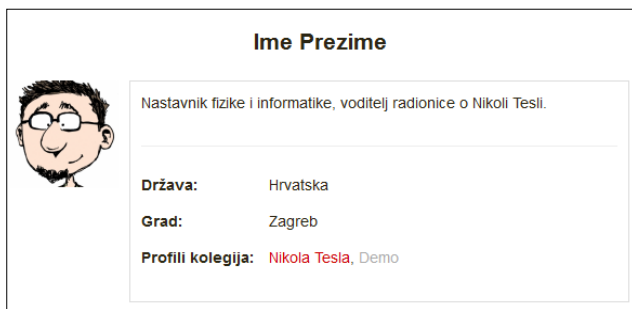 Ime Prezime
Nastavnik fizike i informatike, voditelj radionice o Nikoli Tesli.
Država: Hrvatska
Grad: Zagreb
Profili kolegija: Nikola Tesla, Demo